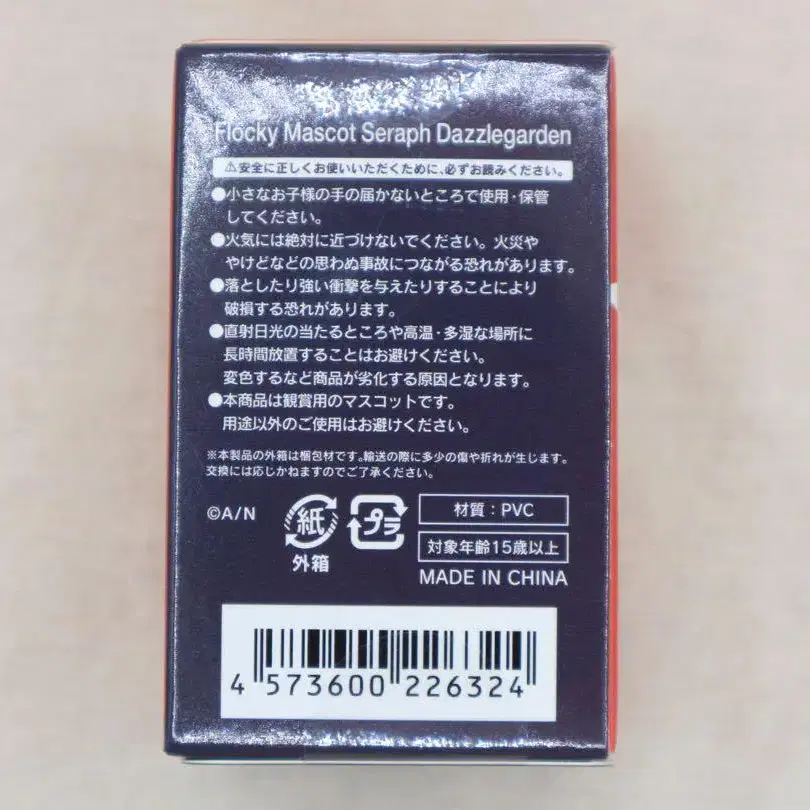 Flocky Mascot Seraph Dazzlegarden
⚠安全に正しくお使いいただくために、必ずお読みください。
●小さなお子様の手の届かないところで使用・保管
してください。
●火気には絶対に近づけないでください。火災や
やけどなどの思わぬ事故につながる恐れがあります。
●落としたり強い衝撃を与えたりすることにより
破損する恐れがあります。
●直射日光の当たるところや高温・多湿な場所に
長時間放置することはお避けください。
変色するなど商品が劣化する原因となります。
●本商品は観賞用のマスコットです。
用途以外のご使用はお避けください。
※本製品の外箱は梱包材です。輸送の際に多少の傷や折れが生じます。
交換には応じかねますのでご了承ください。
©A/N
紙
外箱
プラ
材質：PVC
対象年齢15歳以上
MADE IN CHINA
4 573600 226324